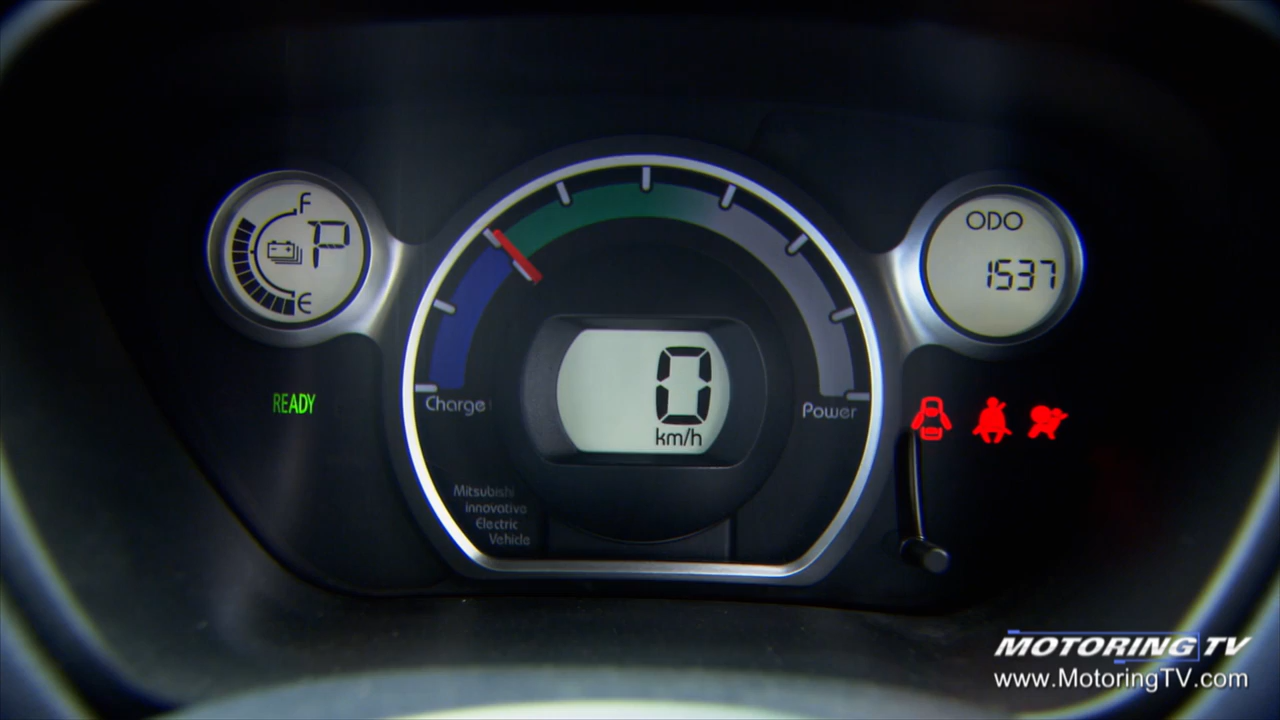 F
P
E
ODO
1537
READY
Charge
Power
0
km/h
Mitsubishi
innovative
Electric
Vehicle
MOTORING TV
www.MotoringTV.com